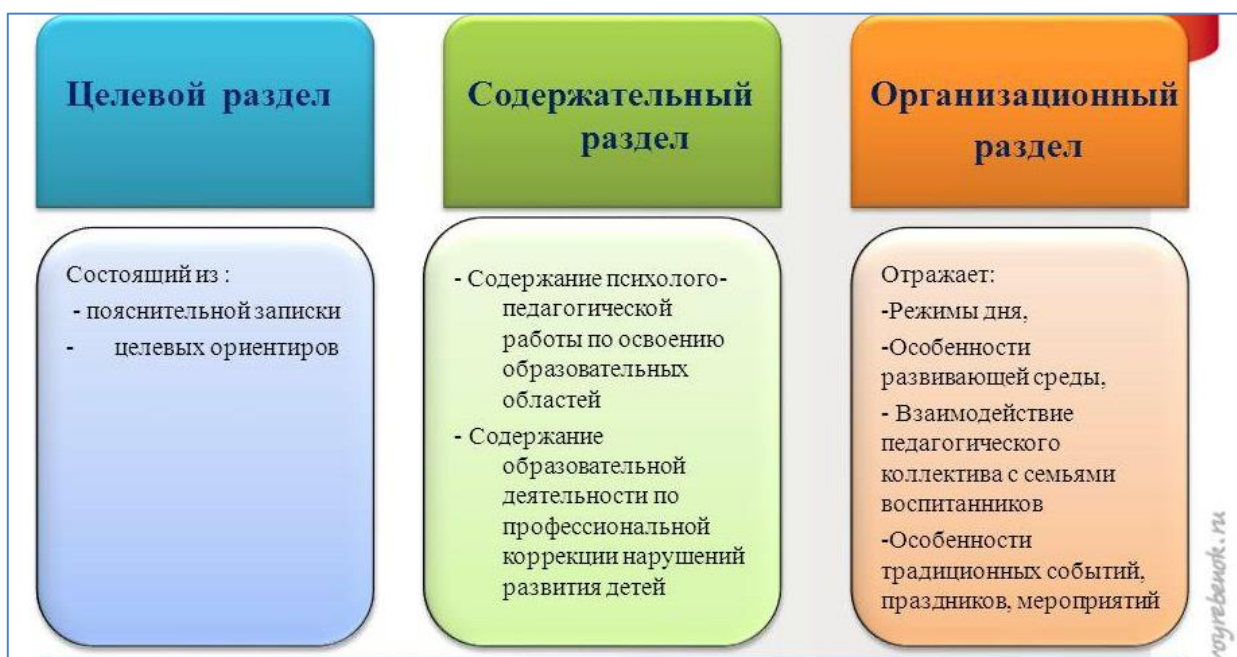 Целевой раздел
Состоящий из :
- пояснительной записки
- целевых ориентиров
Содержательный
раздел
- Содержание психолого-
педагогической
работы по освоению
образовательных
областей
- Содержание
образовательной
деятельности по
профессиональной
коррекции нарушений
развития детей
Организационный
раздел
Отражает:
-Режимы дня,
-Особенности
развивающей среды,
- Взаимодействие
педагогического
коллектива с семьями
воспитанников
-Особенности
традиционных событий,
праздников, мероприятий